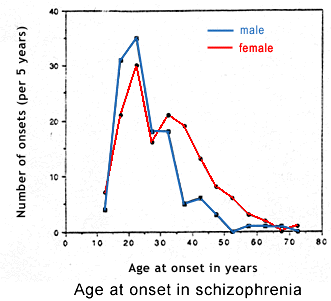 40
30
20
10
0
0 10 20 30 40 50 60 70 80
Number of onsets (per 5 years)
male
female
Age at onset in years
Age at onset in schizophrenia